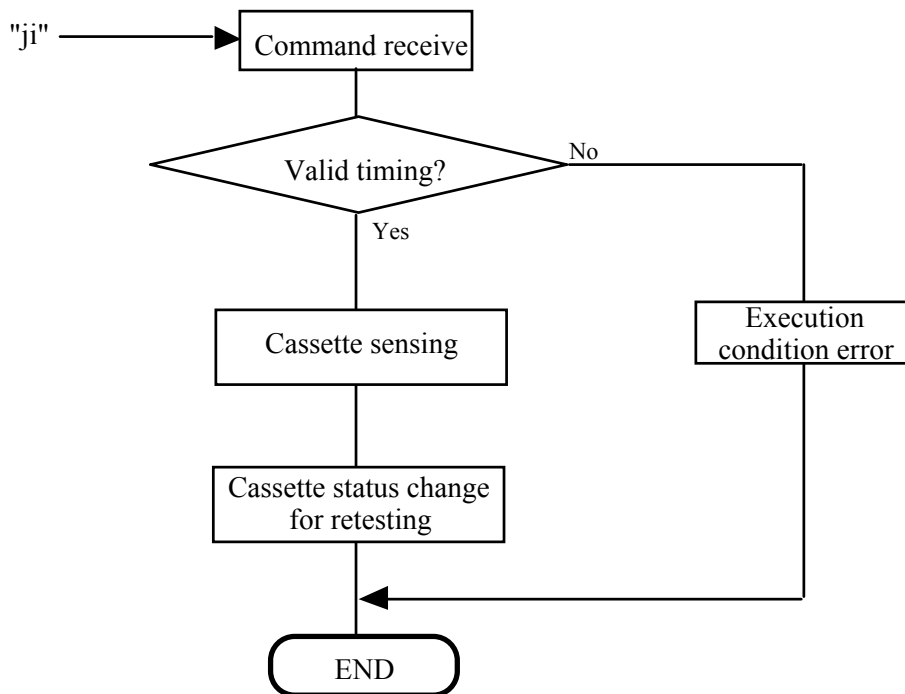 "ji"
Command receive
Valid timing?
No
Yes
Cassette sensing
Execution
condition error
Cassette status change
for retesting
END